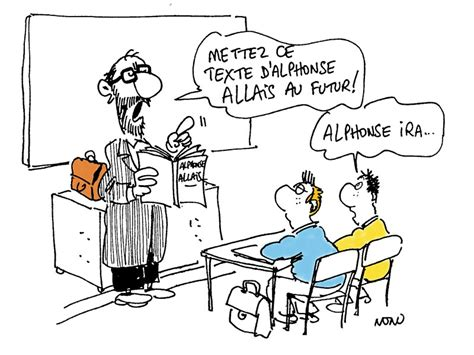 METTEZ CE
TEXTE D'ALPHONSE
ALLAIS AU FUTUR!
ALPHONSE IRA...
ALPHONSE
ALLAIS
NONO